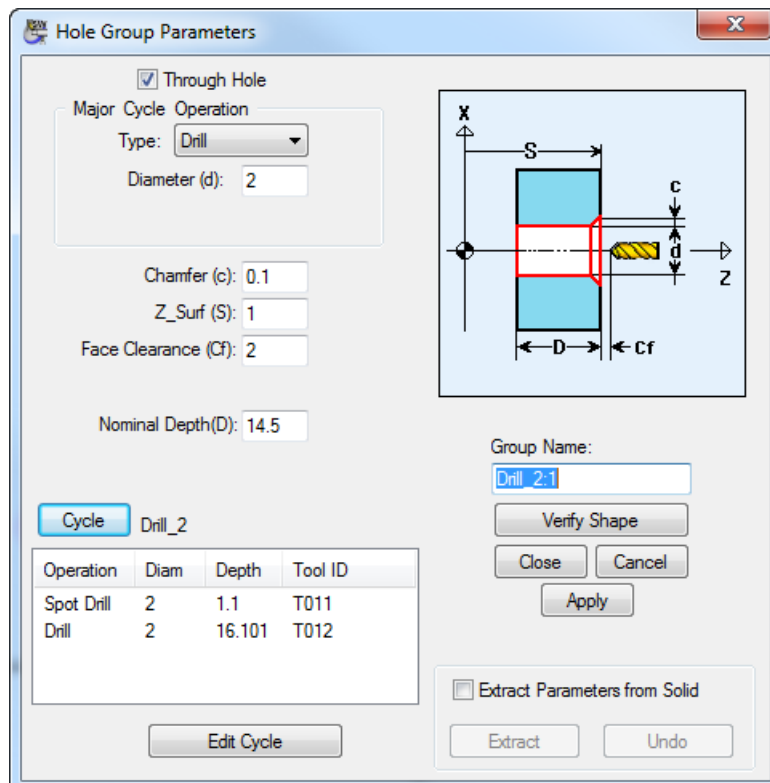 Hole Group Parameters
Through Hole
Major Cycle Operation
Type: Drill
Diameter (d): 2
Chamfer (c): 0.1
Z_Surf (S): 1
Face Clearance (Cf): 2
Nominal Depth(D): 14.5
X
S
c
d
Z
D
Cf
Group Name:
Drill_2:1
Verify Shape
Close Cancel
Apply
Cycle Drill_2
Operation Diam Depth Tool ID
Spot Drill 2 1.1 T011
Drill 2 16.101 T012
Edit Cycle
Extract Parameters from Solid
Extract Undo